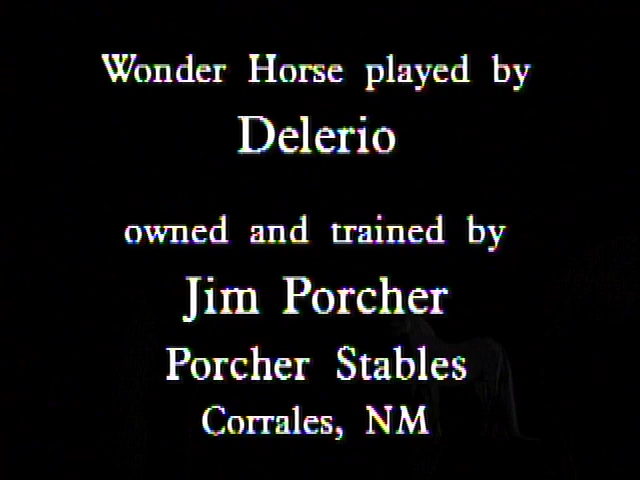 Wonder Horse played by
Delerio
owned and trained by
Jim Porcher
Porcher Stables
Corrales, NM